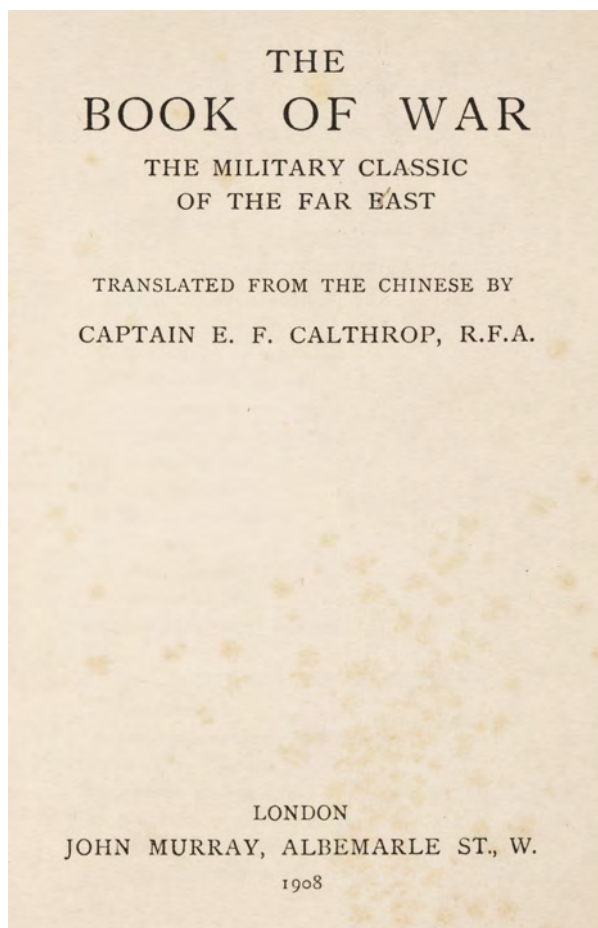 THE
BOOK OF WAR
THE MILITARY CLASSIC
OF THE FAR EAST
TRANSLATED FROM THE CHINESE BY
CAPTAIN E. F. CALTHROP, R.F.A.
LONDON
JOHN MURRAY, ALBEMARLE ST., W.
1908